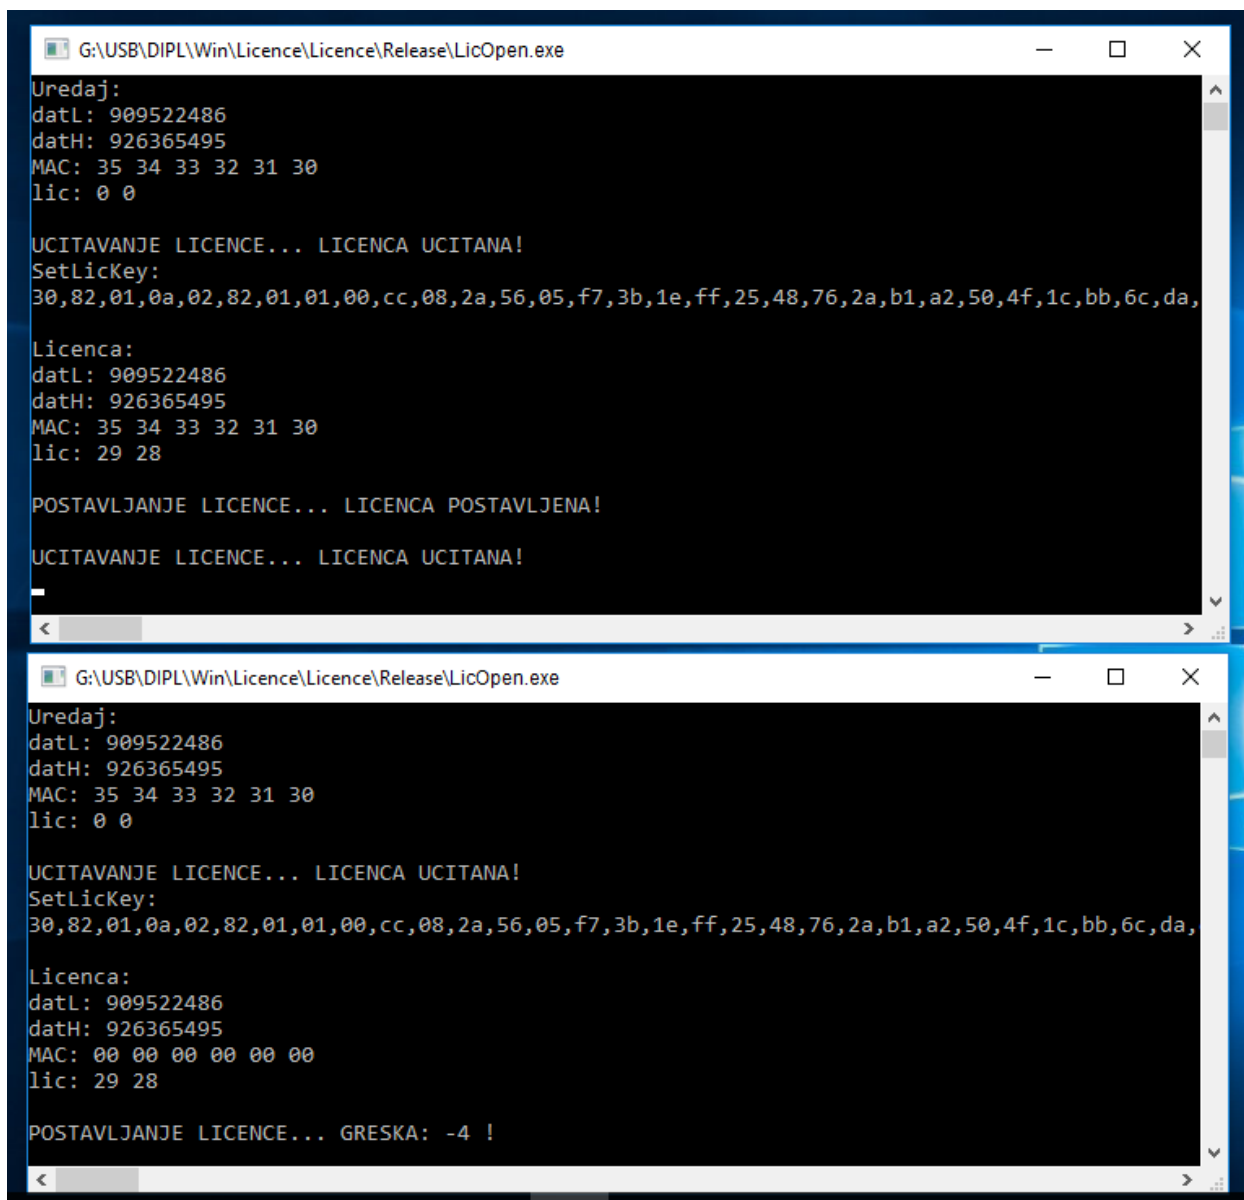 G:\USB\DIPL\Win\Licence\Licence\Release\LicOpen.exe
Uredaj:
datL: 909522486
datH: 926365495
MAC: 35 34 33 32 31 30
lic: 0 0
UCITAVANJE LICENCE... LICENCA UCITANA!
SetLicKey:
30,82,01,0a,02,82,01,01,00,cc,08,2a,56,05,f7,3b,1e,ff,25,48,76,2a,b1,a2,50,4f,1c,bb,6c,da,
Licenca:
datL: 909522486
datH: 926365495
MAC: 35 34 33 32 31 30
lic: 29 28
POSTAVLJANJE LICENCE... LICENCA POSTAVLJENA!
UCITAVANJE LICENCE... LICENCA UCITANA!
G:\USB\DIPL\Win\Licence\Licence\Release\LicOpen.exe
Uredaj:
datL: 909522486
datH: 926365495
MAC: 35 34 33 32 31 30
lic: 0 0
UCITAVANJE LICENCE... LICENCA UCITANA!
SetLicKey:
30,82,01,0a,02,82,01,01,00,cc,08,2a,56,05,f7,3b,1e,ff,25,48,76,2a,b1,a2,50,4f,1c,bb,6c,da,
Licenca:
datL: 909522486
datH: 926365495
MAC: 00 00 00 00 00 00
lic: 29 28
POSTAVLJANJE LICENCE... GRESKA: -4 !